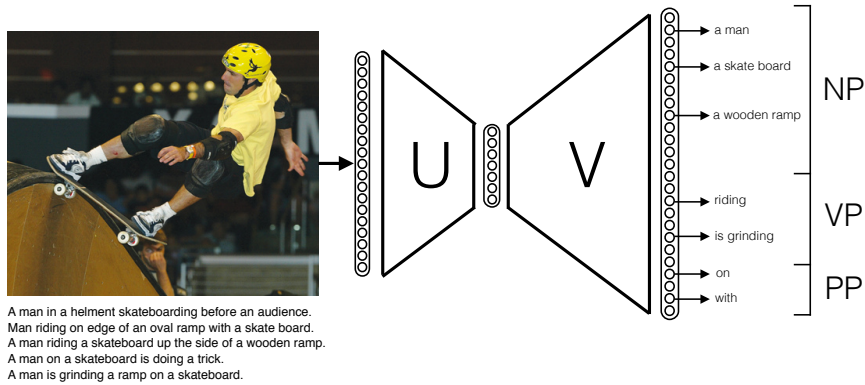 U
V
a man
a skate board
a wooden ramp
NP
riding
is grinding
VP
on
with
PP
A man in a helment skateboarding before an audience.
Man riding on edge of an oval ramp with a skate board.
A man riding a skateboard up the side of a wooden ramp.
A man on a skateboard is doing a trick.
A man is grinding a ramp on a skateboard.